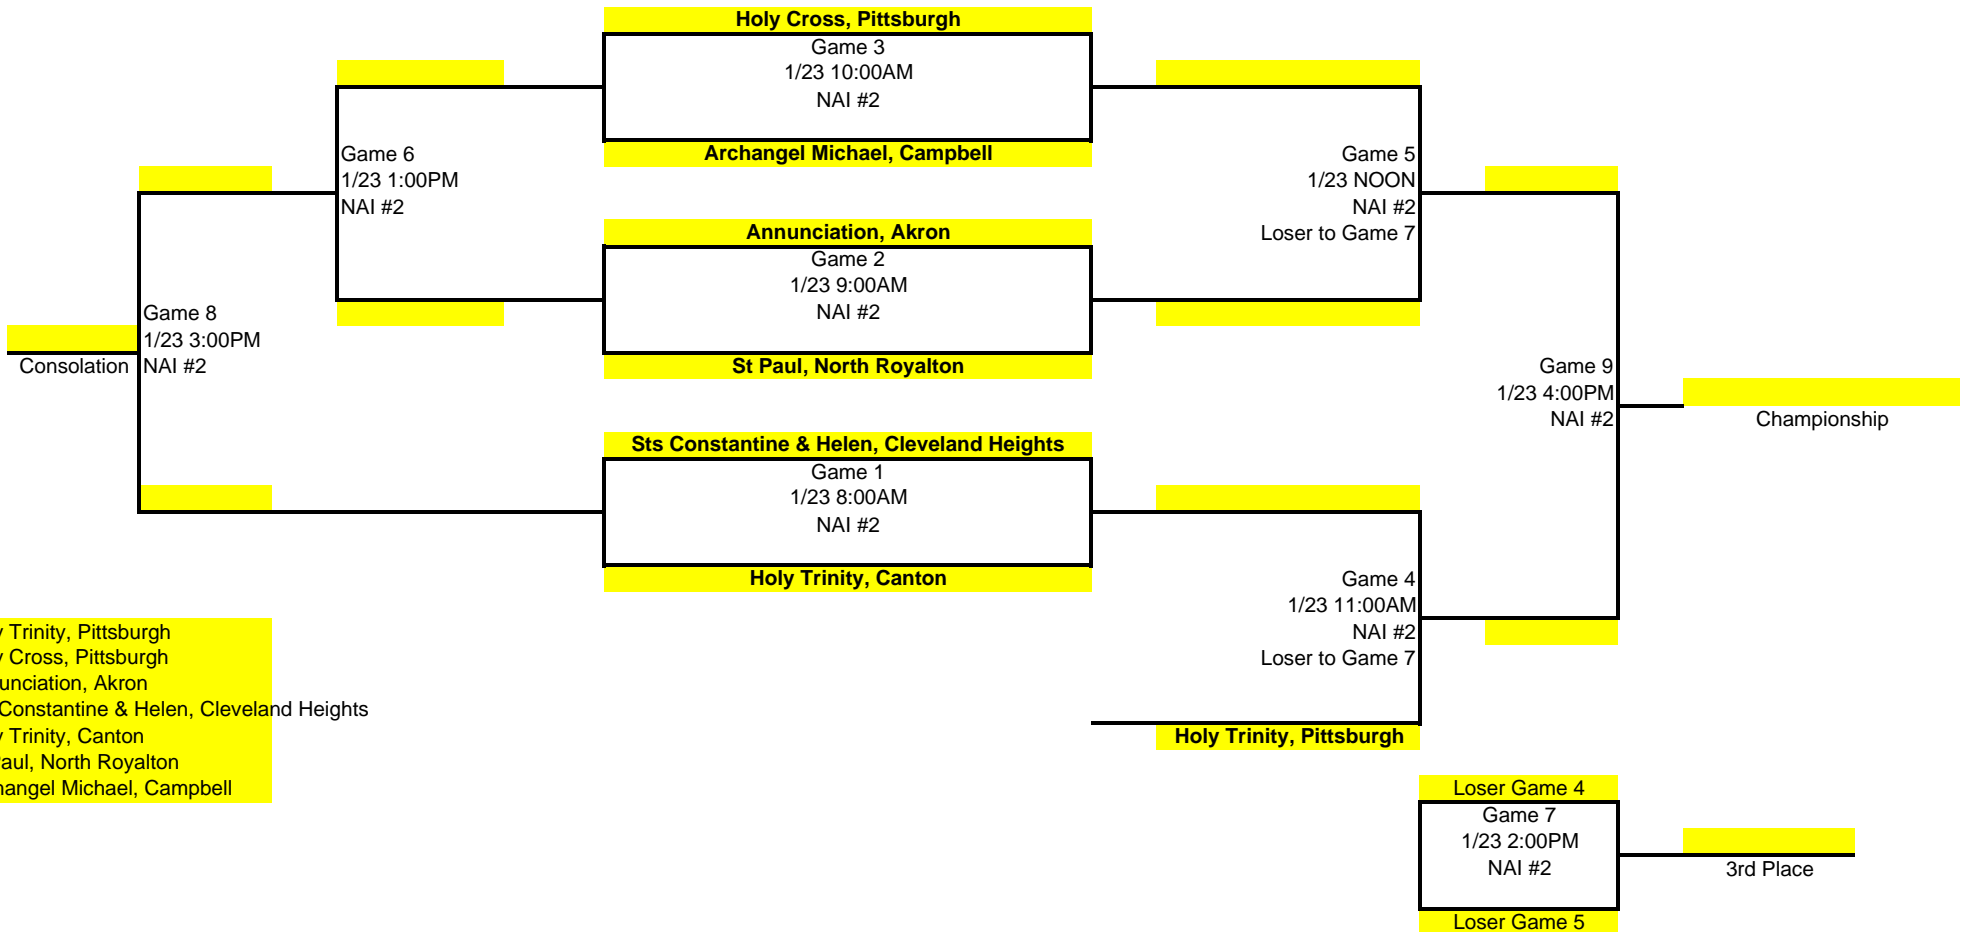 Holy Cross, Pittsburgh
Game 3
1/23 10:00AM
NAI #2
Archangel Michael, Campbell
Game 6
1/23 1:00PM
NAI #2
Game 5
1/23 NOON
NAI #2
Loser to Game 7
Annunciation, Akron
Game 2
1/23 9:00AM
NAI #2
St Paul, North Royalton
Game 8
1/23 3:00PM
NAI #2
Consolation
Game 9
1/23 4:00PM
NAI #2
Championship
Sts Constantine & Helen, Cleveland Heights
Game 1
1/23 8:00AM
NAI #2
Holy Trinity, Canton
Game 4
1/23 11:00AM
NAI #2
Loser to Game 7
Holy Trinity, Pittsburgh
y Trinity, Pittsburgh
y Cross, Pittsburgh
unciation, Akron
Constantine & Helen, Cleveland Heights
y Trinity, Canton
aul, North Royalton
hangel Michael, Campbell
Loser Game 4
Game 7
1/23 2:00PM
NAI #2
Loser Game 5
3rd Place